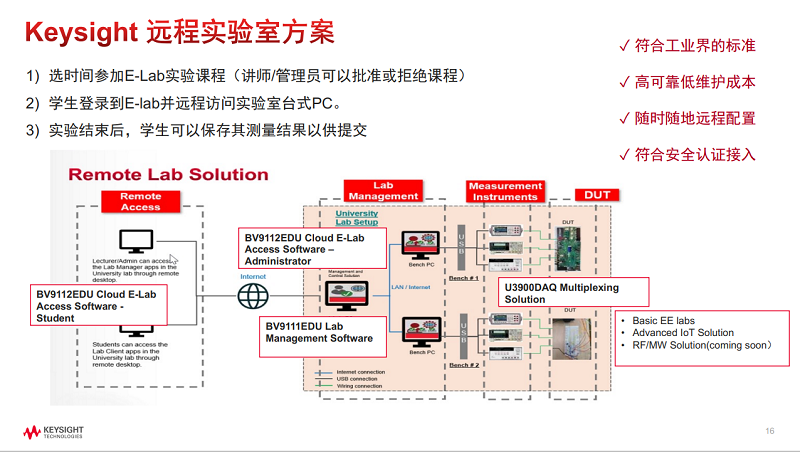 Keysight 远程实验室方案
1) 选时间参加E-Lab实验课程（讲师/管理员可以批准或拒绝课程）
2) 学生登录到E-lab并远程访问实验室台式PC。
3) 实验结束后，学生可以保存其测量结果以供提交
✓ 符合工业界的标准
✓ 高可靠低维护成本
✓ 随时随地远程配置
✓ 符合安全认证接入
Remote Lab Solution
Remote
Access
Lab
Management
Measurement
Instruments
DUT
University
Lab Setup
Lecturer/Admin can access
the Lab Manager apps in the
University lab through remote
desktop.
BV9112EDU Cloud E-Lab
Access Software -
Student
Students can access the
Lab Client apps in the
University lab through
remote desktop.
Internet
BV9112EDU Cloud E-Lab
Access Software –
Administrator
Management and
Control Solution
BV9111EDU Lab
Management Software
LAN / Internet
Bench PC
USB
Bench # 1
DUT
U3900DAQ Multiplexing
Solution
Bench PC
USB
Bench # 2
DUT
• Basic EE labs
• Advanced IoT Solution
• RF/MW Solution(coming soon）
Internet connection
USB connection
Wiring connection
KEYSIGHT
TECHNOLOGIES
16